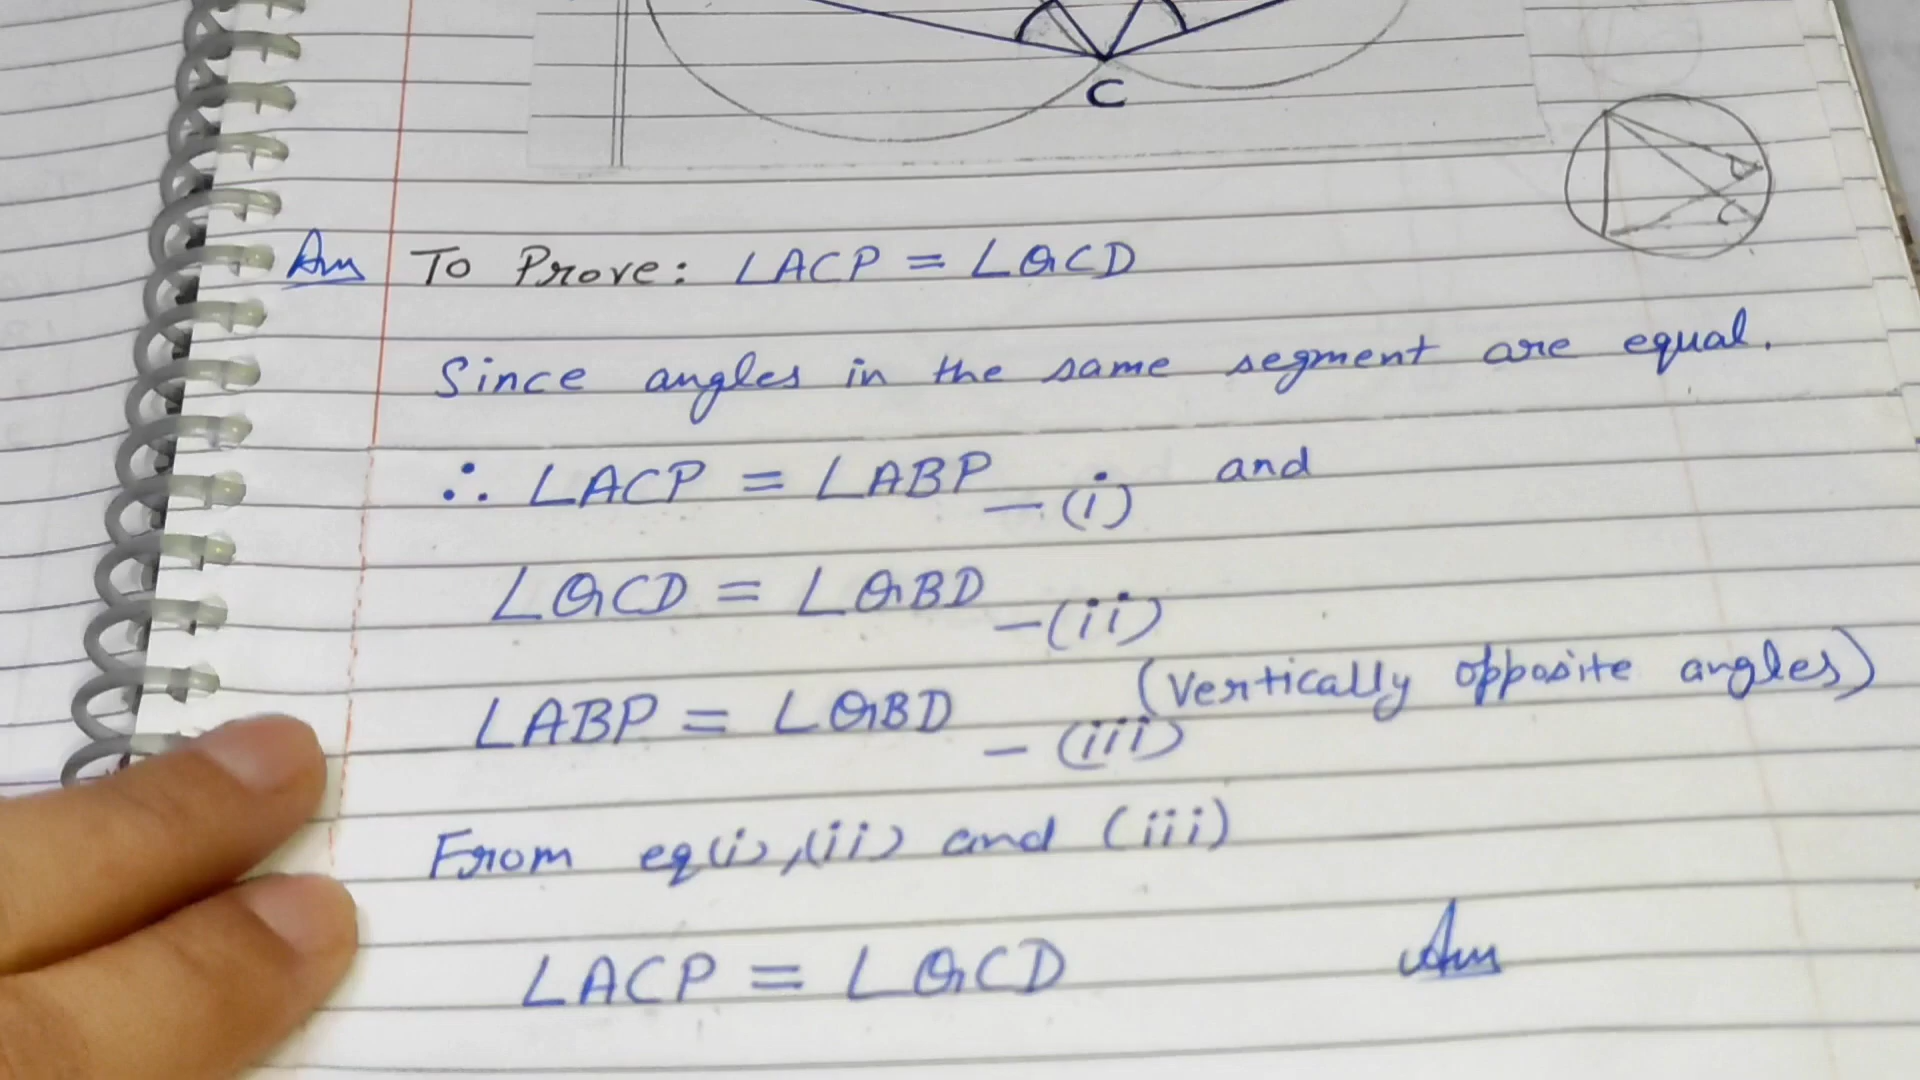 C
Ans To Prove: ∠ACP = ∠QCD
Since angles in the same segment are equal.
∴ ∠ACP = ∠ABP —(i) and
∠QCD = ∠QBD —(ii)
∠ABP = ∠QBD —(iii) (Vertically opposite angles)
From eq(i),(ii) and (iii)
∠ACP = ∠QCD Ans